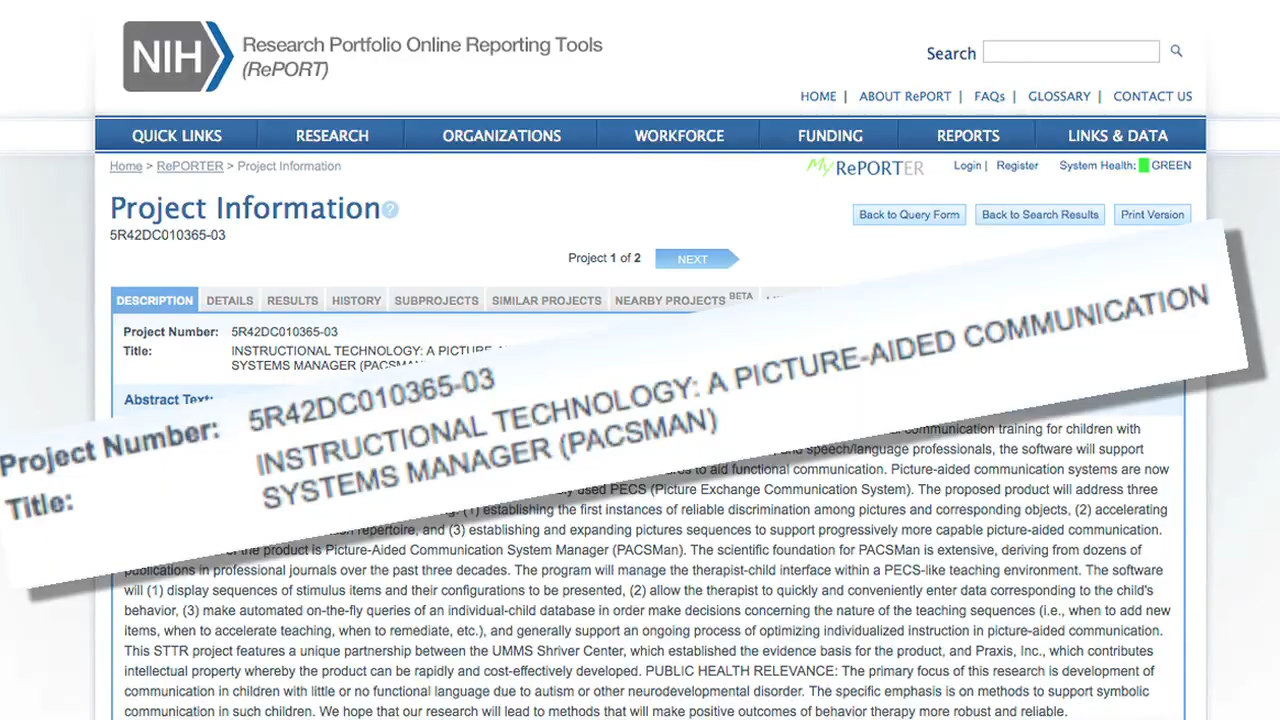 NIH
Research Portfolio Online Reporting Tools
(RePORT)
Search
HOME | ABOUT RePORT | FAQs | GLOSSARY | CONTACT US
QUICK LINKS RESEARCH ORGANIZATIONS WORKFORCE FUNDING REPORTS LINKS & DATA
Home > RePORTER > Project Information
My RePORTER Login | Register System Health: GREEN
Project Information ?
Back to Query Form Back to Search Results Print Version
5R42DC010365-03
Project 1 of 2 NEXT
DESCRIPTION DETAILS RESULTS HISTORY SUBPROJECTS SIMILAR PROJECTS NEARBY PROJECTS BETA
Project Number: 5R42DC010365-03
Title: INSTRUCTIONAL TECHNOLOGY: A PICTURE-A
SYSTEMS MANAGER (PACSMAN
Abstract Text:
Project Number: 5R42DC010365-03
Title: INSTRUCTIONAL TECHNOLOGY: A PICTURE-AIDED COMMUNICATION
SYSTEMS MANAGER (PACSMAN)
communication training for children with
and speech/language professionals, the software will support
to aid functional communication. Picture-aided communication systems are now
used PECS (Picture Exchange Communication System). The proposed product will address three
(1) establishing the first instances of reliable discrimination among pictures and corresponding objects, (2) accelerating
repertoire, and (3) establishing and expanding pictures sequences to support progressively more capable picture-aided communication.
of the product is Picture-Aided Communication System Manager (PACSMan). The scientific foundation for PACSMan is extensive, deriving from dozens of
publications in professional journals over the past three decades. The program will manage the therapist-child interface within a PECS-like teaching environment. The software
will (1) display sequences of stimulus items and their configurations to be presented, (2) allow the therapist to quickly and conveniently enter data corresponding to the child's
behavior, (3) make automated on-the-fly queries of an individual-child database in order make decisions concerning the nature of the teaching sequences (i.e., when to add new
items, when to accelerate teaching, when to remediate, etc.), and generally support an ongoing process of optimizing individualized instruction in picture-aided communication.
This STTR project features a unique partnership between the UMMS Shriver Center, which established the evidence basis for the product, and Praxis, Inc., which contributes
intellectual property whereby the product can be rapidly and cost-effectively developed. PUBLIC HEALTH RELEVANCE: The primary focus of this research is development of
communication in children with little or no functional language due to autism or other neurodevelopmental disorder. The specific emphasis is on methods to support symbolic
communication in such children. We hope that our research will lead to methods that will make positive outcomes of behavior therapy more robust and reliable.